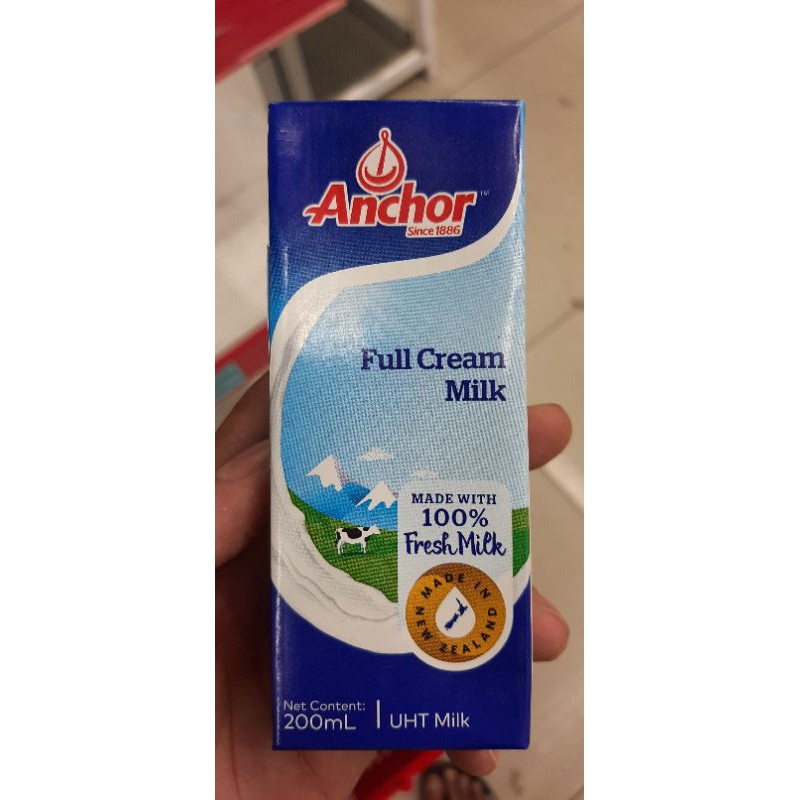 Anchor™
Since 1886
Full Cream
Milk
MADE WITH
100%
Fresh Milk
MADE IN
NEW ZEALAND
Net Content:
200mL
UHT Milk